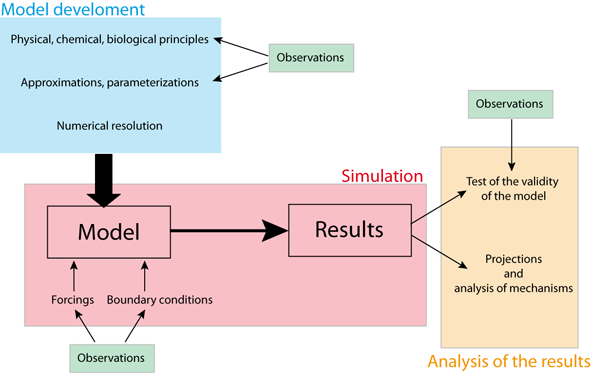 Model develoment
Physical, chemical, biological principles
Observations
Approximations, parameterizations
Numerical resolution
Observations
Simulation
Test of the validity
of the model
Model
Results
Projections
and
analysis of mechanisms
Forcings
Boundary conditions
Observations
Analysis of the results